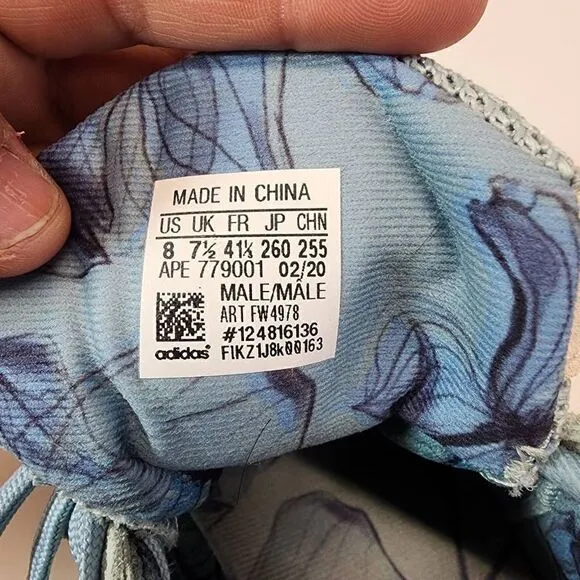 MADE IN CHINA
US UK FR JP CHN
8 7½ 41⅓ 260 255
APE 779001 02/20
MALE/MÂLE
ART FW4978
#124816136
adidas F1KZ1J8k00163